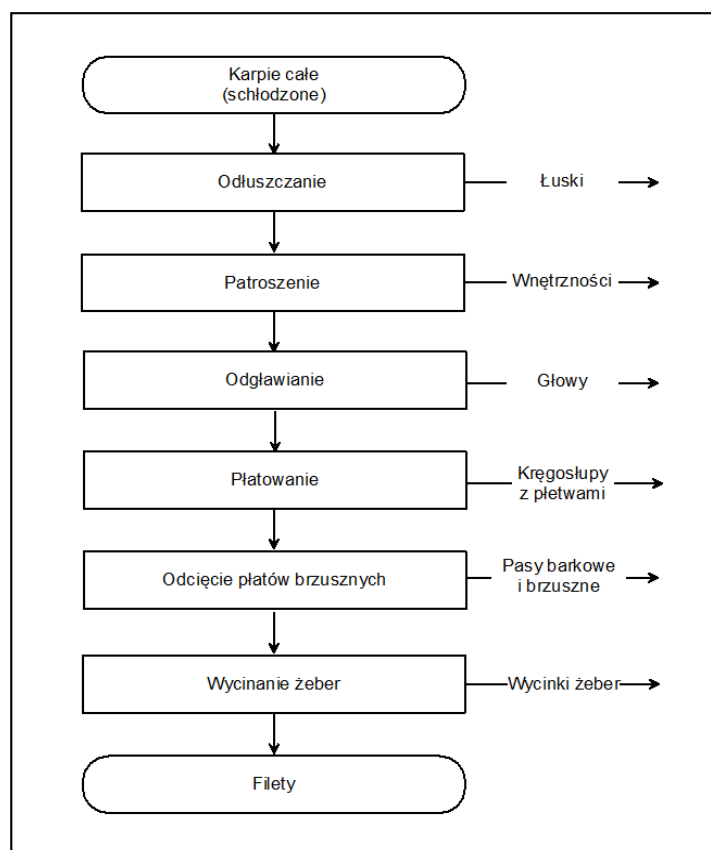 Karpie całe
(schłodzone)
Odłuszczanie
Łuski
Patroszenie
Wnętrzności
Odgławianie
Głowy
Płatowanie
Kręgosłupy
z płetwami
Odcięcie płatów brzusznych
Pasy barkowe
i brzuszne
Wycinanie żeber
Wycinki żeber
Filety